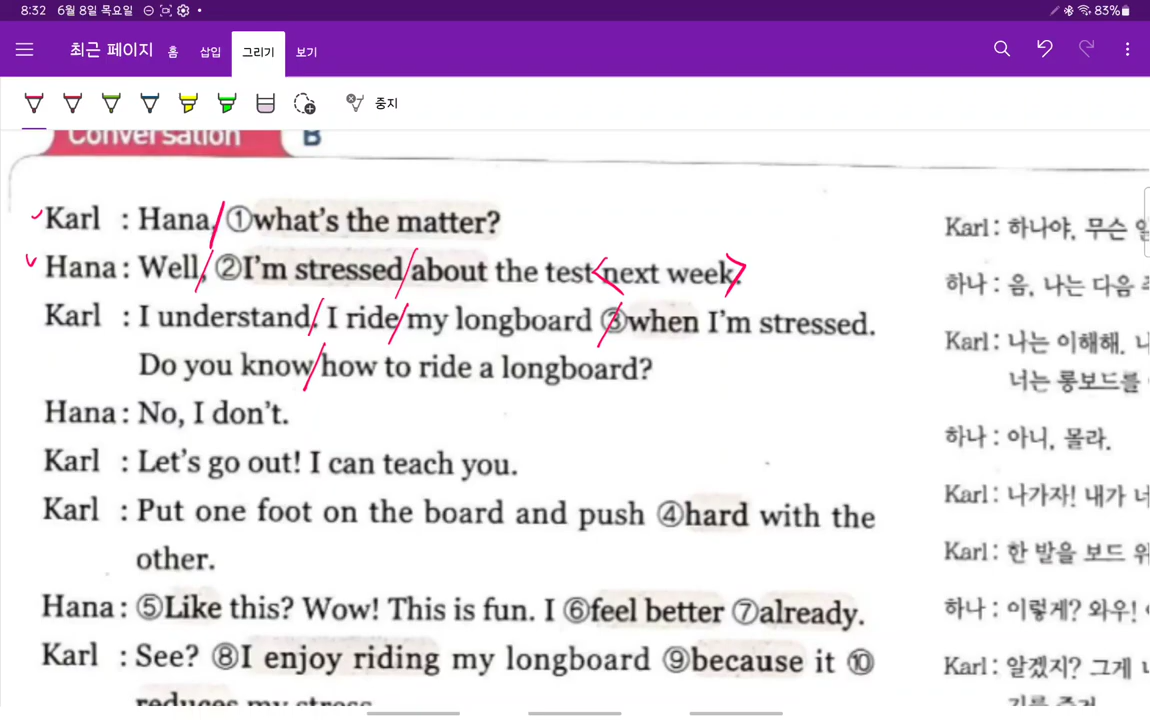 8:32 6월 8일 목요일 83%
최근 페이지 홈 삽입 그리기 보기
중지
Conversation B
Karl : Hana, ①what's the matter?
Hana : Well, ②I'm stressed about the test next week.
Karl : I understand. I ride my longboard ③when I'm stressed.
Do you know how to ride a longboard?
Hana : No, I don't.
Karl : Let's go out! I can teach you.
Karl : Put one foot on the board and push ④hard with the
other.
Hana : ⑤Like this? Wow! This is fun. I ⑥feel better ⑦already.
Karl : See? ⑧I enjoy riding my longboard ⑨because it ⑩
reduces my stress.
Karl : 하나야, 무슨
하나 : 음, 나는 다음
Karl : 나는 이해해.
너는 롱보드를
하나 : 아니, 몰라.
Karl : 나가자! 내가
Karl : 한 발을 보드
하나 : 이렇게? 와우!
Karl : 알겠지? 그게